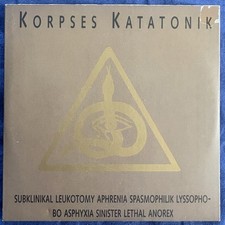 KORPSES KATATONIK
SUBKLINIKAL LEUKOTOMY APHRENIA SPASMOPHILIK LYSSOPHO-
BO ASPHYXIA SINISTER LETHAL ANOREX